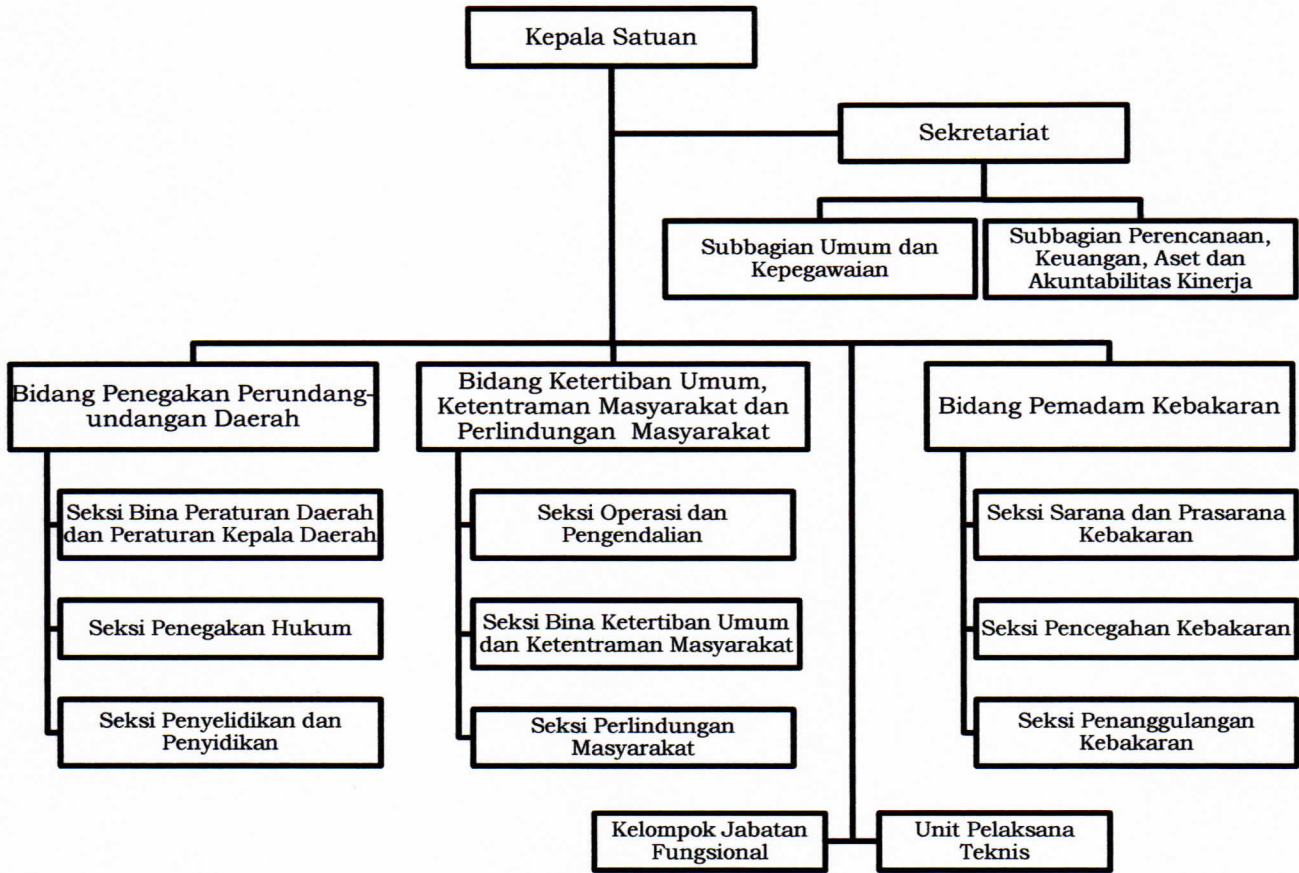 Kepala Satuan
Sekretariat
Subbagian Umum dan
Kepegawaian
Subbagian Perencanaan,
Keuangan, Aset dan
Akuntabilitas Kinerja
Bidang Penegakan Perundang-
undangan Daerah
Bidang Ketertiban Umum,
Ketentraman Masyarakat dan
Perlindungan Masyarakat
Bidang Pemadam Kebakaran
Seksi Bina Peraturan Daerah
dan Peraturan Kepala Daerah
Seksi Penegakan Hukum
Seksi Penyelidikan dan
Penyidikan
Seksi Operasi dan
Pengendalian
Seksi Bina Ketertiban Umum
dan Ketentraman Masyarakat
Seksi Perlindungan
Masyarakat
Seksi Sarana dan Prasarana
Kebakaran
Seksi Pencegahan Kebakaran
Seksi Penanggulangan
Kebakaran
Kelompok Jabatan
Fungsional
Unit Pelaksana
Teknis